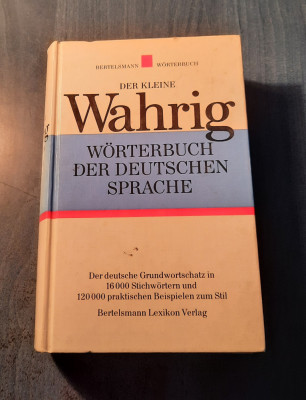 BERTELSMANN WÖRTERBUCH
DER KLEINE
Wahrig
WÖRTERBUCH
DER DEUTSCHEN
SPRACHE
Der deutsche Grundwortschatz in
16 000 Stichwörtern und
120 000 praktischen Beispielen zum Stil
Bertelsmann Lexikon Verlag